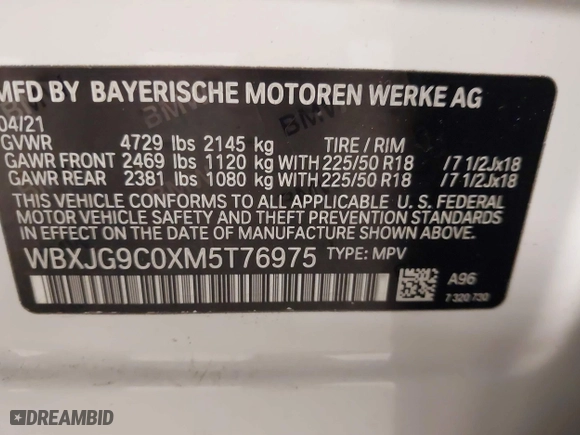 MFD BY BAYERISCHE MOTOREN WERKE AG
04/21
GVWR 4729 lbs 2145 kg TIRE / RIM
GAWR FRONT 2469 lbs 1120 kg WITH 225/50 R18 /7 1/2Jx18
GAWR REAR 2381 lbs 1080 kg WITH 225/50 R18 /7 1/2Jx18
THIS VEHICLE CONFORMS TO ALL APPLICABLE U. S. FEDERAL
MOTOR VEHICLE SAFETY AND THEFT PREVENTION STANDARDS
IN EFFECT ON THE DATE OF MANUFACTURE SHOWN ABOVE
WBXJG9C0XM5T76975 TYPE: MPV
A96
7 320 730
DREAMBID